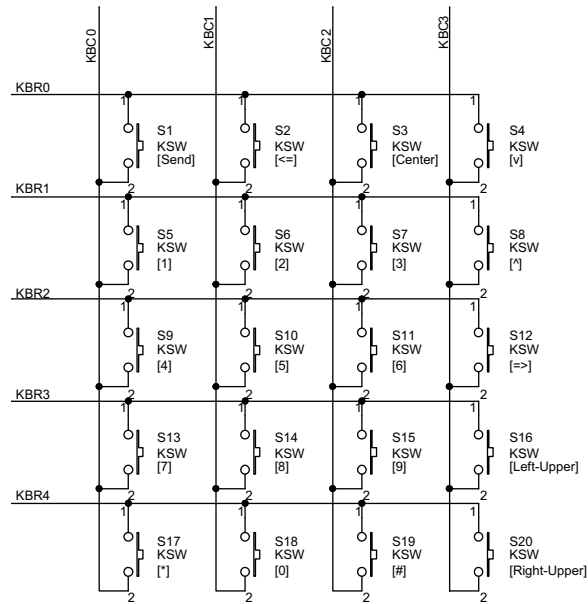 KBC0
KBC1
KBC2
KBC3
KBR0
1 1 1 1
S1 S2 S3 S4
KSW KSW KSW KSW
[Send] [<=] [Center] [v]
2 2 2 2
KBR1
1 1 1 1
S5 S6 S7 S8
KSW KSW KSW KSW
[1] [2] [3] [^]
2 2 2 2
KBR2
1 1 1 1
S9 S10 S11 S12
KSW KSW KSW KSW
[4] [5] [6] [=>]
2 2 2 2
KBR3
1 1 1 1
S13 S14 S15 S16
KSW KSW KSW KSW
[7] [8] [9] [Left-Upper]
2 2 2 2
KBR4
1 1 1 1
S17 S18 S19 S20
KSW KSW KSW KSW
[*] [0] [#] [Right-Upper]
2 2 2 2